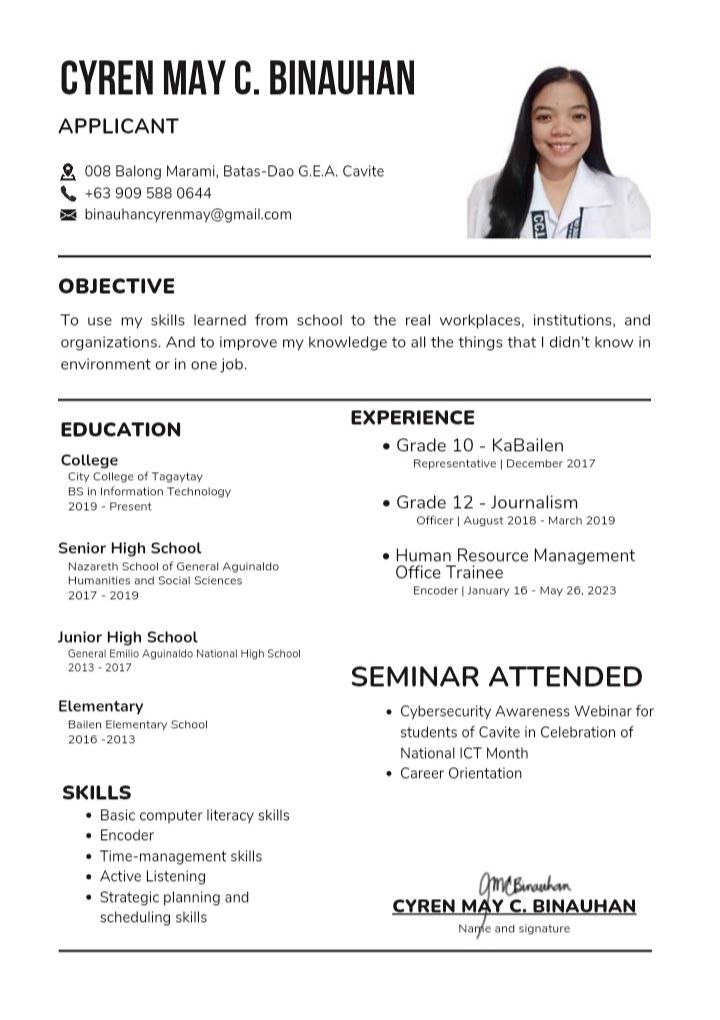 CYREN MAY C. BINAUHAN
APPLICANT
008 Balong Marami, Batas-Dao G.E.A. Cavite
+63 909 588 0644
binauhancyrenmay@gmail.com
OBJECTIVE
To use my skills learned from school to the real workplaces, institutions, and
organizations. And to improve my knowledge to all the things that I didn't know in
environment or in one job.
EDUCATION
College
City College of Tagaytay
BS in Information Technology
2019 - Present
Senior High School
Nazareth School of General Aguinaldo
Humanities and Social Sciences
2017 - 2019
Junior High School
General Emilio Aguinaldo National High School
2013 - 2017
Elementary
Bailen Elementary School
2016 -2013
SKILLS
• Basic computer literacy skills
• Encoder
• Time-management skills
• Active Listening
• Strategic planning and
scheduling skills
EXPERIENCE
• Grade 10 - KaBailen
Representative | December 2017
• Grade 12 - Journalism
Officer | August 2018 - March 2019
• Human Resource Management
Office Trainee
Encoder | January 16 - May 26, 2023
SEMINAR ATTENDED
• Cybersecurity Awareness Webinar for
students of Cavite in Celebration of
National ICT Month
• Career Orientation
CYREN MAY C. BINAUHAN
Name and signature